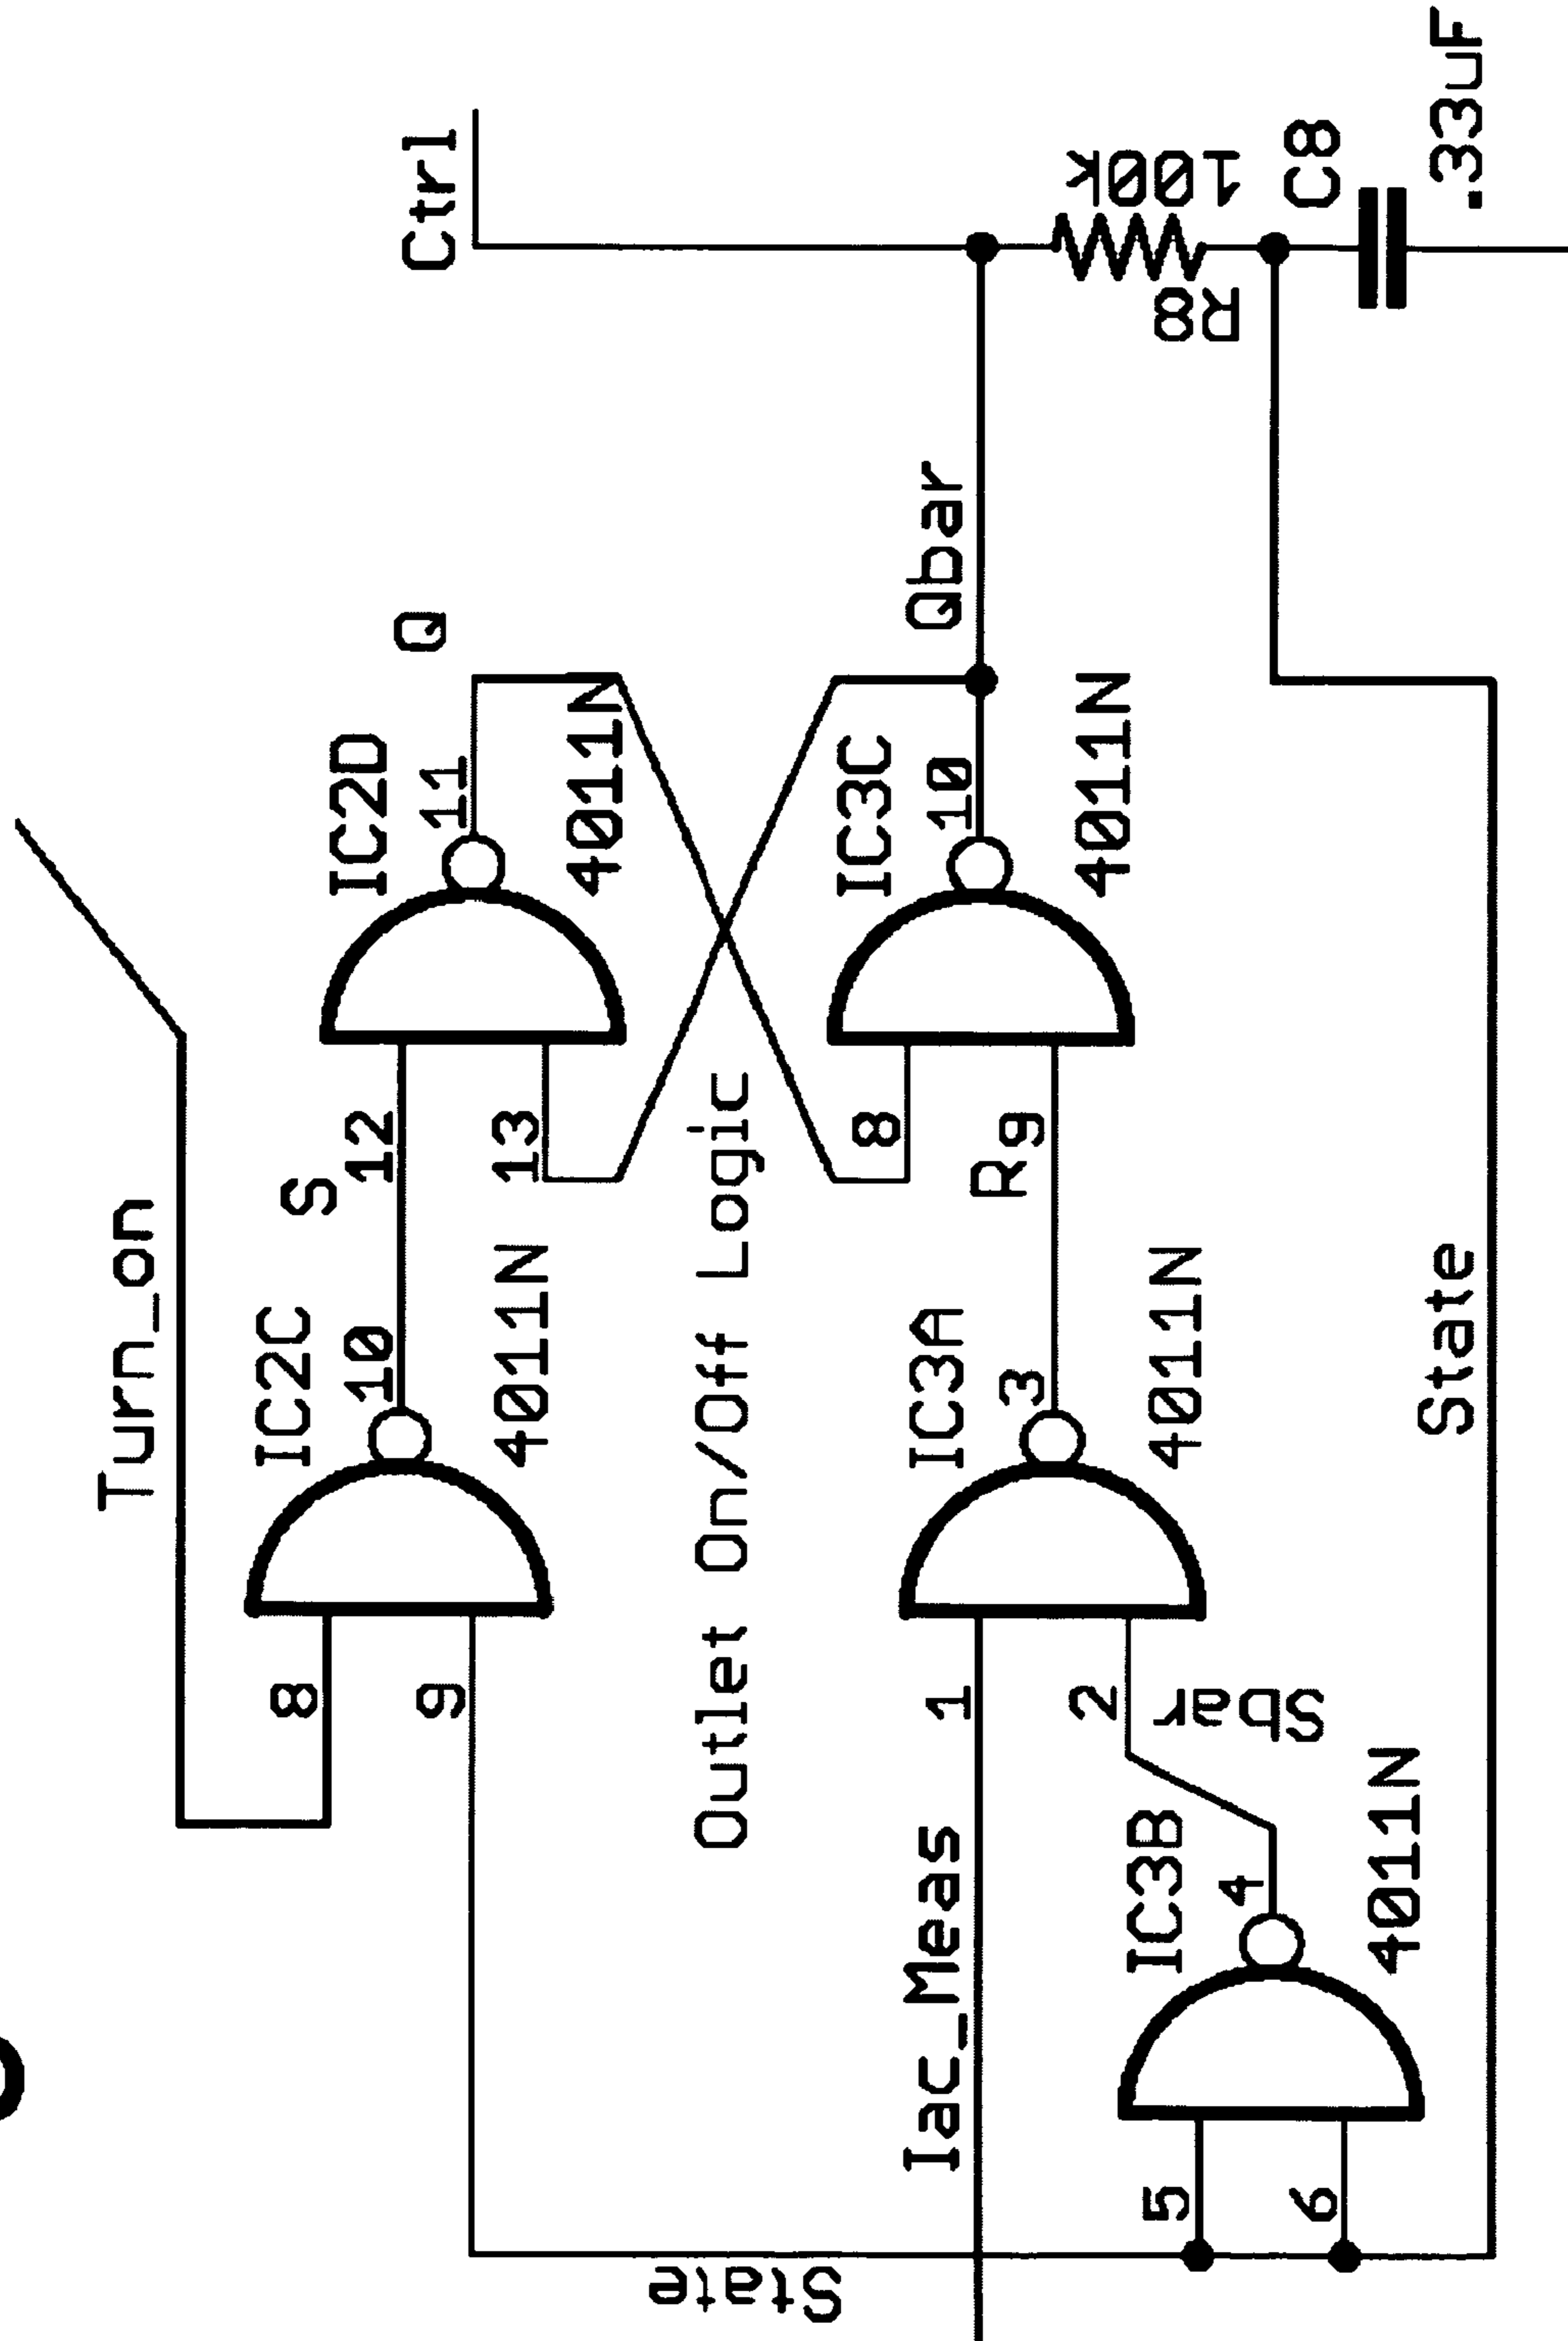 Turn_on
Ctrl
IC2C
8
9
10
4011N
S
12
13
IC2D
11
4011N
Q
Outlet On/Off Logic
State
Iac_Meas
1
2
Sbar
IC3A
3
4011N
R
8
9
IC3C
10
4011N
Qbar
5
6
IC3B
4
4011N
State
R8
100k
C8
.33uF